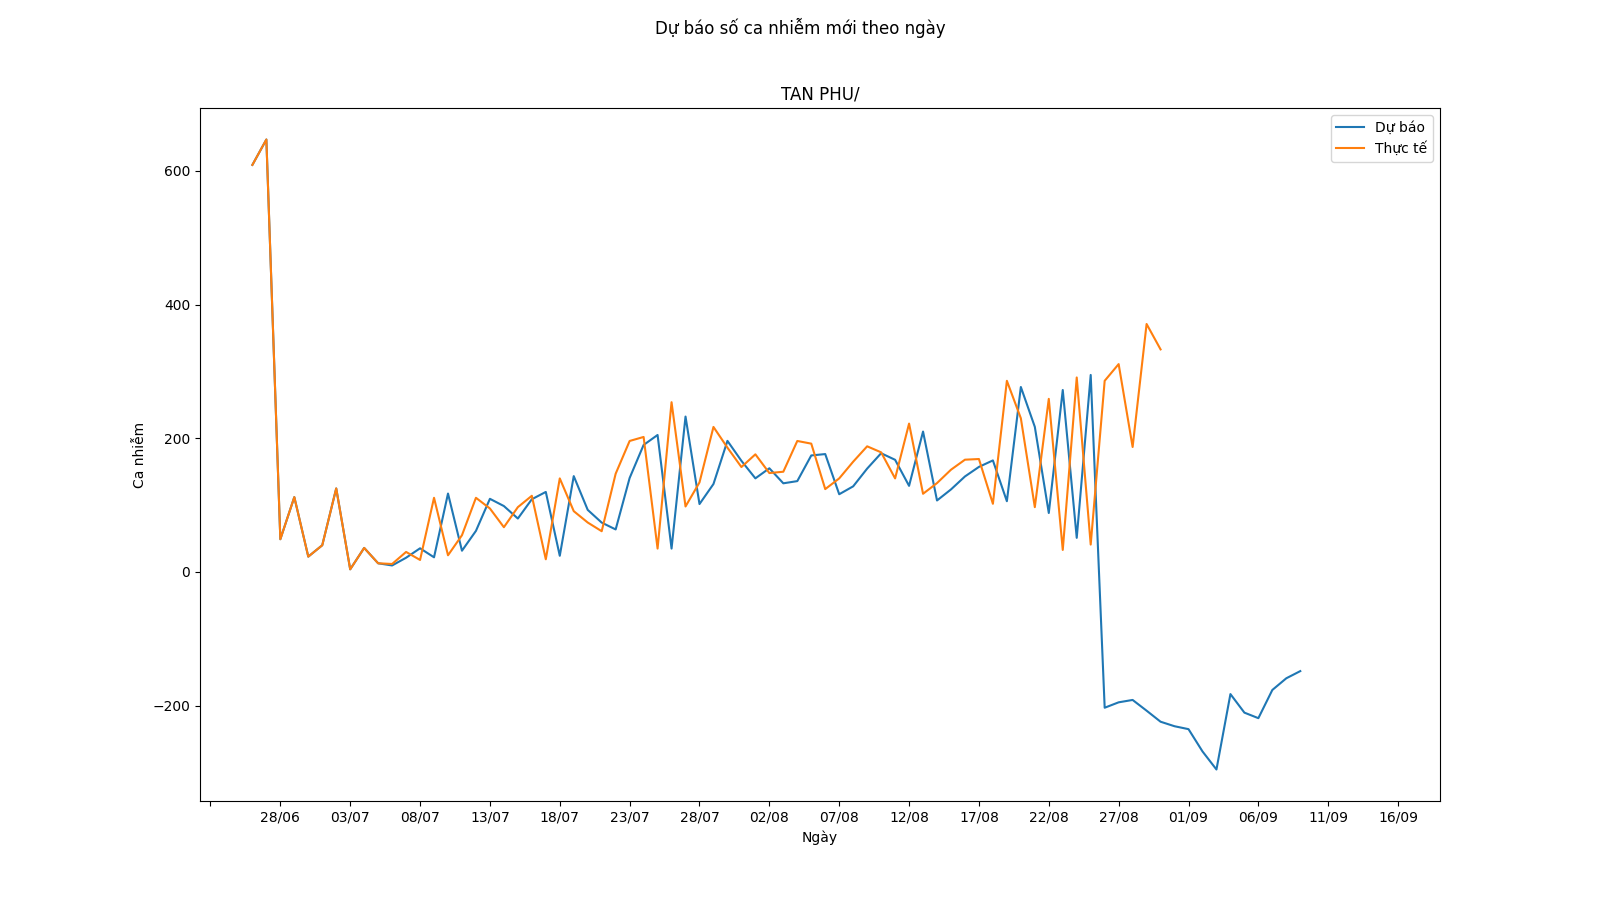 Dự báo số ca nhiễm mới theo ngày
TAN PHU/
Dự báo
Thực tế
600
400
200
0
−200
Ca nhiễm
28/06 03/07 08/07 13/07 18/07 23/07 28/07 02/08 07/08 12/08 17/08 22/08 27/08 01/09 06/09 11/09 16/09
Ngày